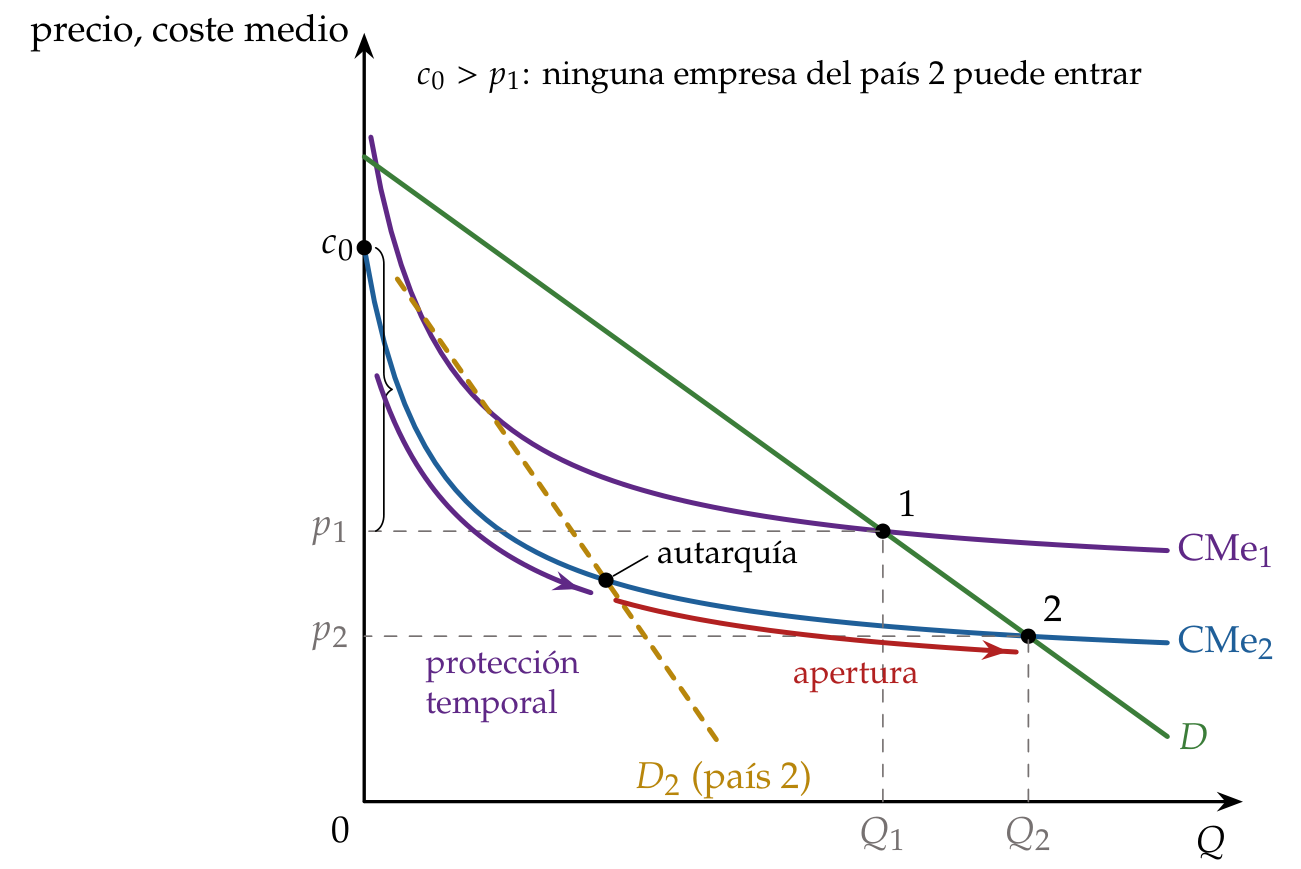 precio, coste medio
c₀ > p₁: ninguna empresa del país 2 puede entrar
c₀
1
p₁
autarquía
CMe₁
2
p₂
CMe₂
protección
temporal
apertura
D
D₂ (país 2)
0
Q₁
Q₂
Q